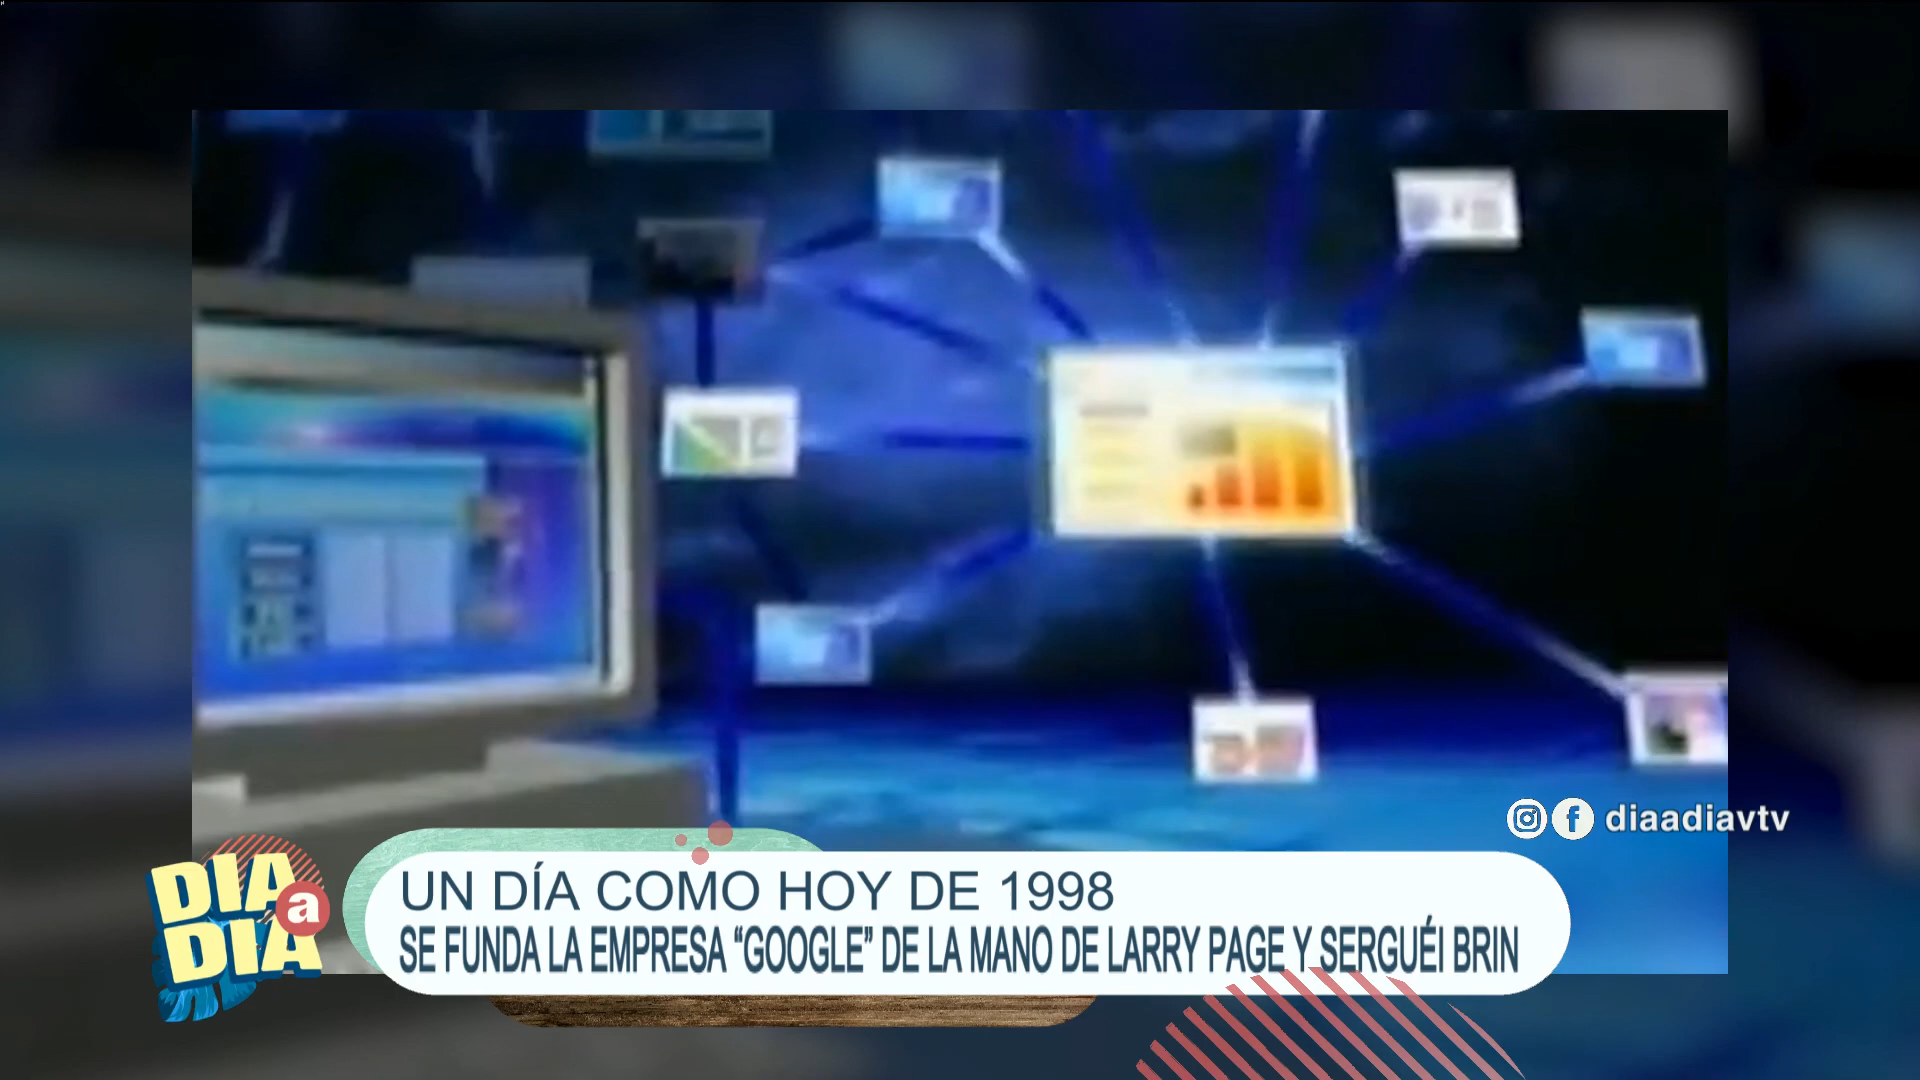 diaadiavtv
DIA
a
DÍA
UN DÍA COMO HOY DE 1998
SE FUNDA LA EMPRESA “GOOGLE” DE LA MANO DE LARRY PAGE Y SERGUÉI BRIN